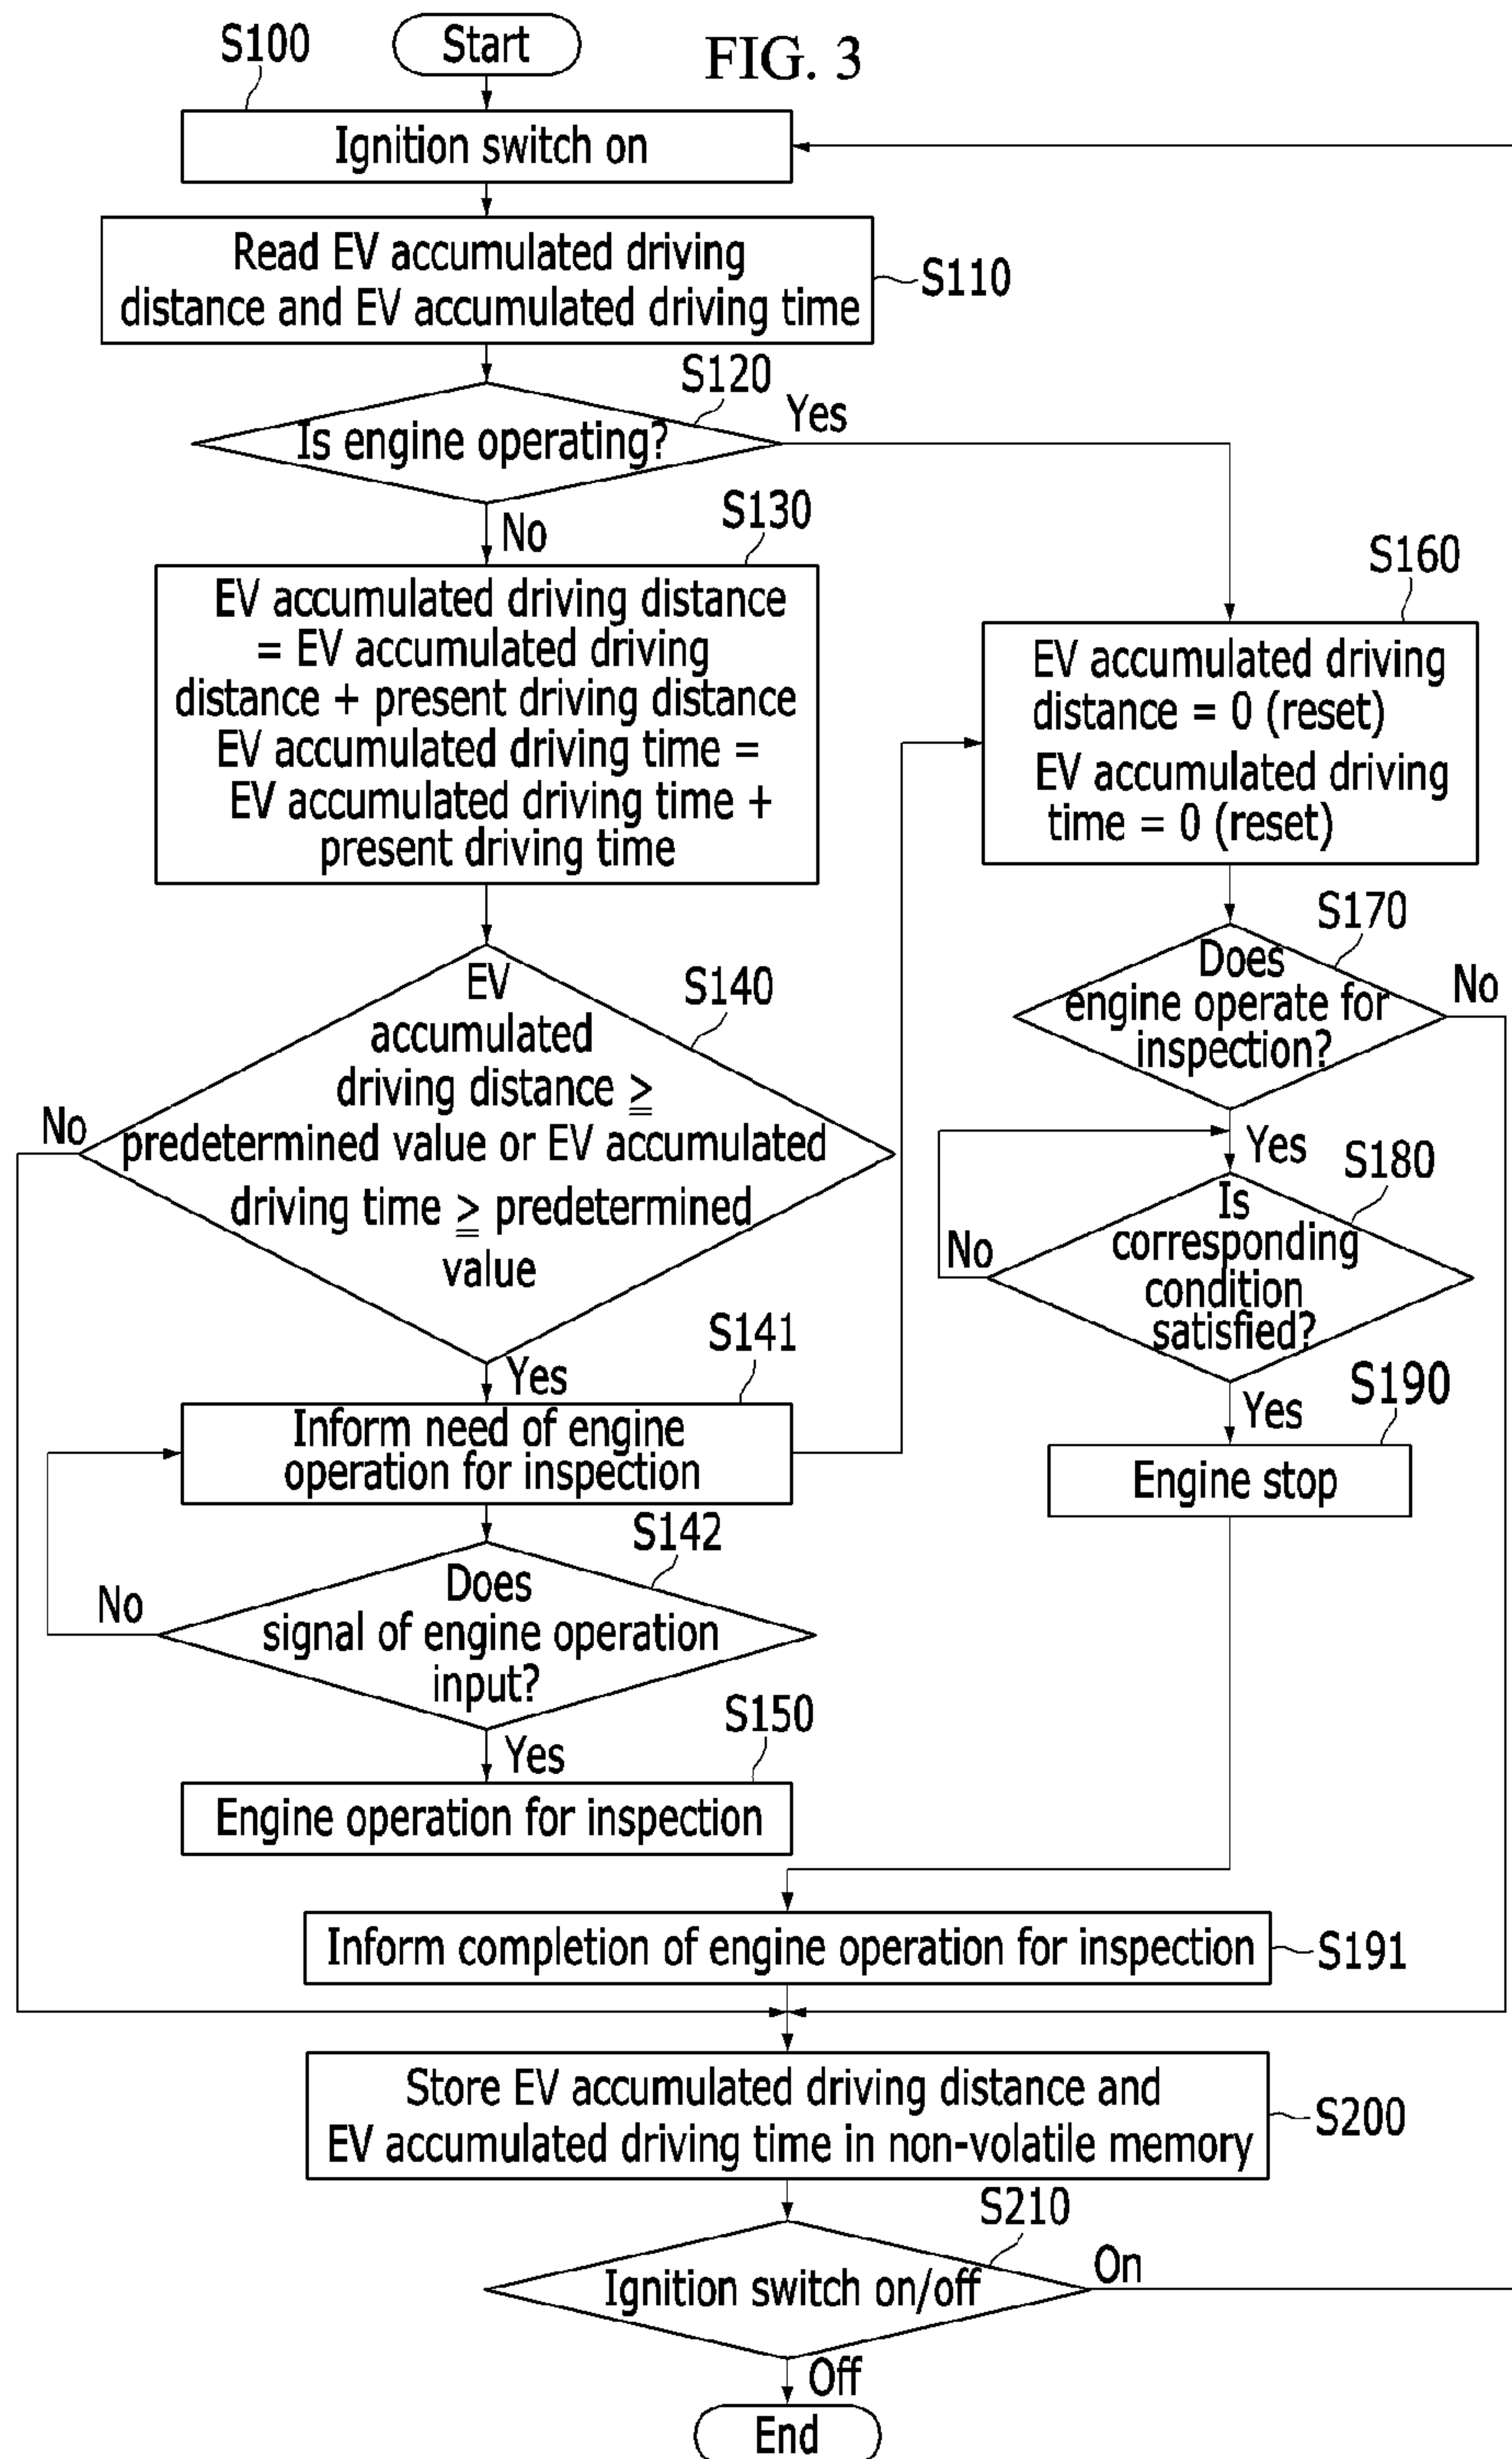 S100
Start
FIG. 3
Ignition switch on
Read EV accumulated driving
distance and EV accumulated driving time
S110
S120
Is engine operating?
Yes
No
S130
EV accumulated driving distance
= EV accumulated driving
distance + present driving distance
EV accumulated driving time =
EV accumulated driving time +
present driving time
S160
EV accumulated driving
distance = 0 (reset)
EV accumulated driving
time = 0 (reset)
S140
EV
accumulated
driving distance ≧
predetermined value or EV accumulated
driving time ≧ predetermined
value
No
Yes
S170
Does
engine operate for
inspection?
No
Yes
S180
Is
corresponding
condition
satisfied?
No
Yes
S141
Inform need of engine
operation for inspection
S190
Engine stop
S142
Does
signal of engine operation
input?
No
Yes
S150
Engine operation for inspection
Inform completion of engine operation for inspection
S191
Store EV accumulated driving distance and
EV accumulated driving time in non-volatile memory
S200
S210
Ignition switch on/off
On
Off
End